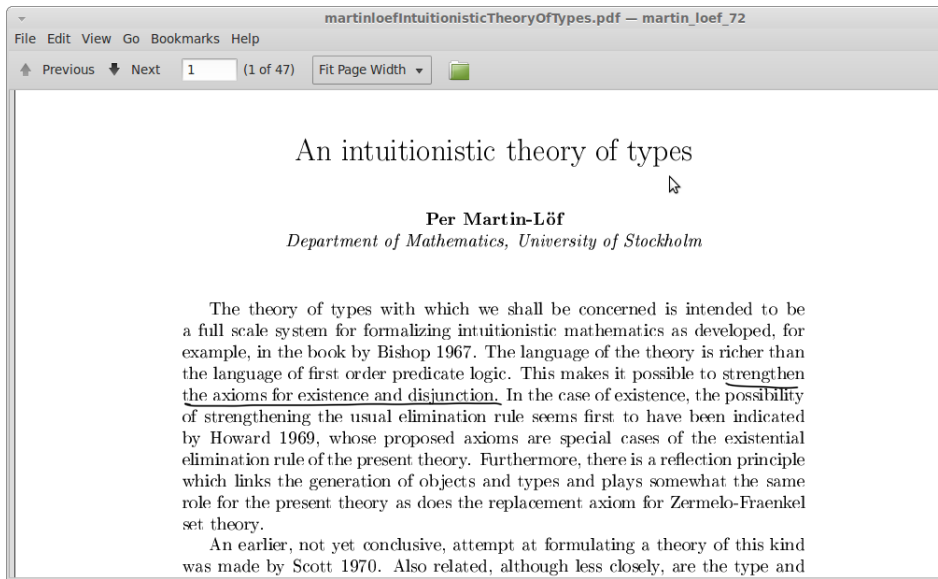 martinloefIntuitionisticTheoryOfTypes.pdf — martin_loef_72
File Edit View Go Bookmarks Help
Previous Next 1 (1 of 47) Fit Page Width
An intuitionistic theory of types
Per Martin-Löf
Department of Mathematics, University of Stockholm
The theory of types with which we shall be concerned is intended to be
a full scale system for formalizing intuitionistic mathematics as developed, for
example, in the book by Bishop 1967. The language of the theory is richer than
the language of first order predicate logic. This makes it possible to strengthen
the axioms for existence and disjunction. In the case of existence, the possibility
of strengthening the usual elimination rule seems first to have been indicated
by Howard 1969, whose proposed axioms are special cases of the existential
elimination rule of the present theory. Furthermore, there is a reflection principle
which links the generation of objects and types and plays somewhat the same
role for the present theory as does the replacement axiom for Zermelo-Fraenkel
set theory.
An earlier, not yet conclusive, attempt at formulating a theory of this kind
was made by Scott 1970. Also related, although less closely, are the type and